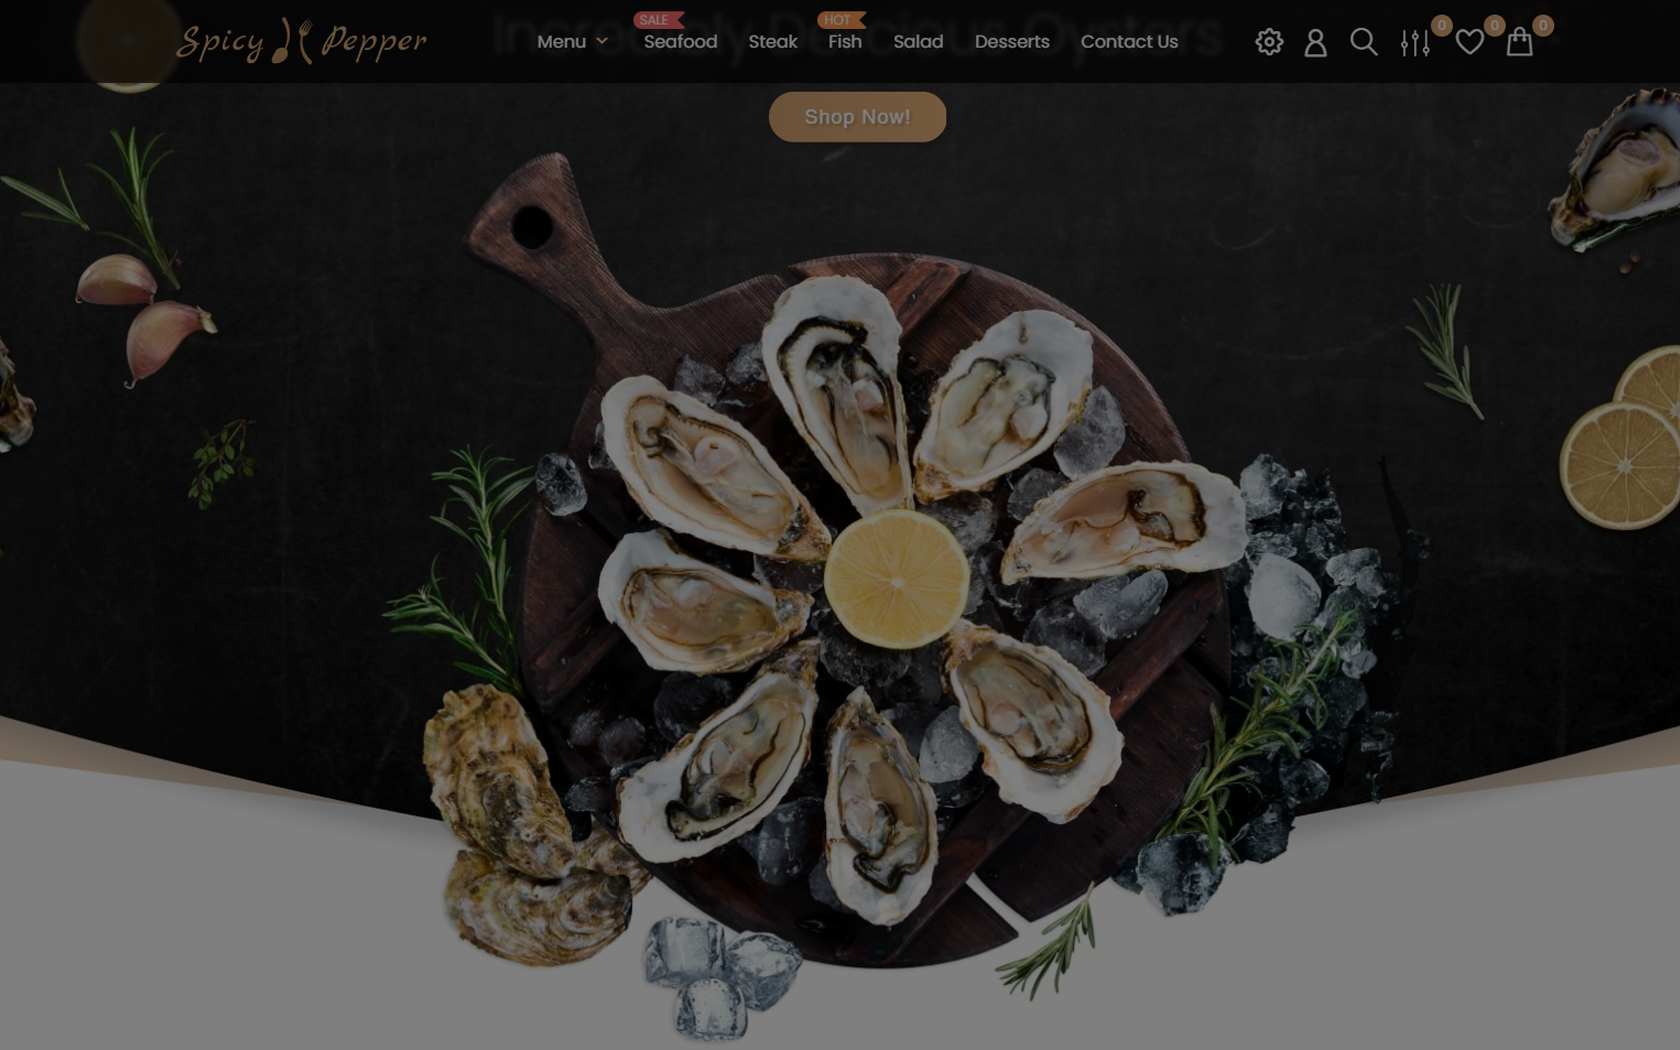 Incredibly Delicious Oysters
Spicy Pepper
Menu
SALE
Seafood
Steak
HOT
Fish
Salad
Desserts
Contact Us
0
0
0
Shop Now!